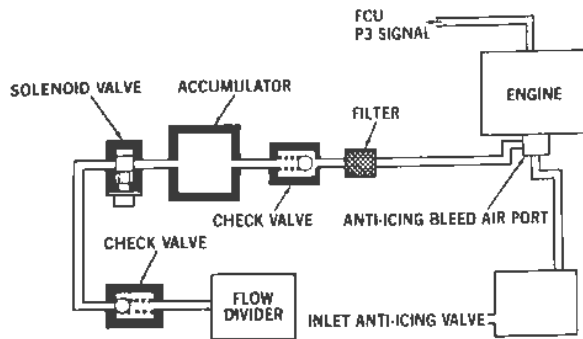 FCU
P3 SIGNAL
SOLENOID VALVE
ACCUMULATOR
ENGINE
FILTER
CHECK VALVE
ANTI-ICING BLEED AIR PORT
CHECK VALVE
FLOW
DIVIDER
INLET ANTI-ICING VALVE